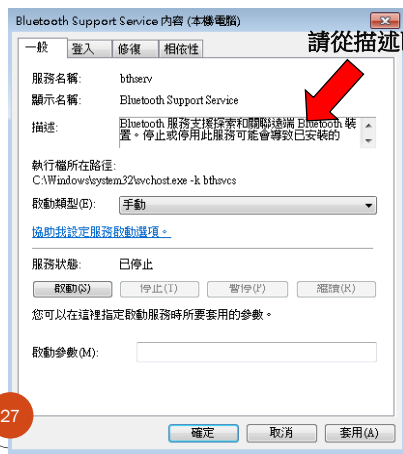 Bluetooth Support Service 內容 (本機電腦)
請從描述
一般 登入 修復 相依性
服務名稱: bthserv
顯示名稱: Bluetooth Support Service
描述: Bluetooth 服務支援探索和關聯遠端 Bluetooth 裝
置。停止或停用此服務可能會導致已安裝的
執行檔所在路徑:
C:\Windows\system32\svchost.exe -k bthsvcs
啟動類型(E): 手動
協助我設定服務啟動選項。
服務狀態: 已停止
啟動(S) 停止(T) 暫停(P) 繼續(R)
您可以在這裡指定啟動服務時所要套用的參數。
啟動參數(M):
27
確定 取消 套用(A)